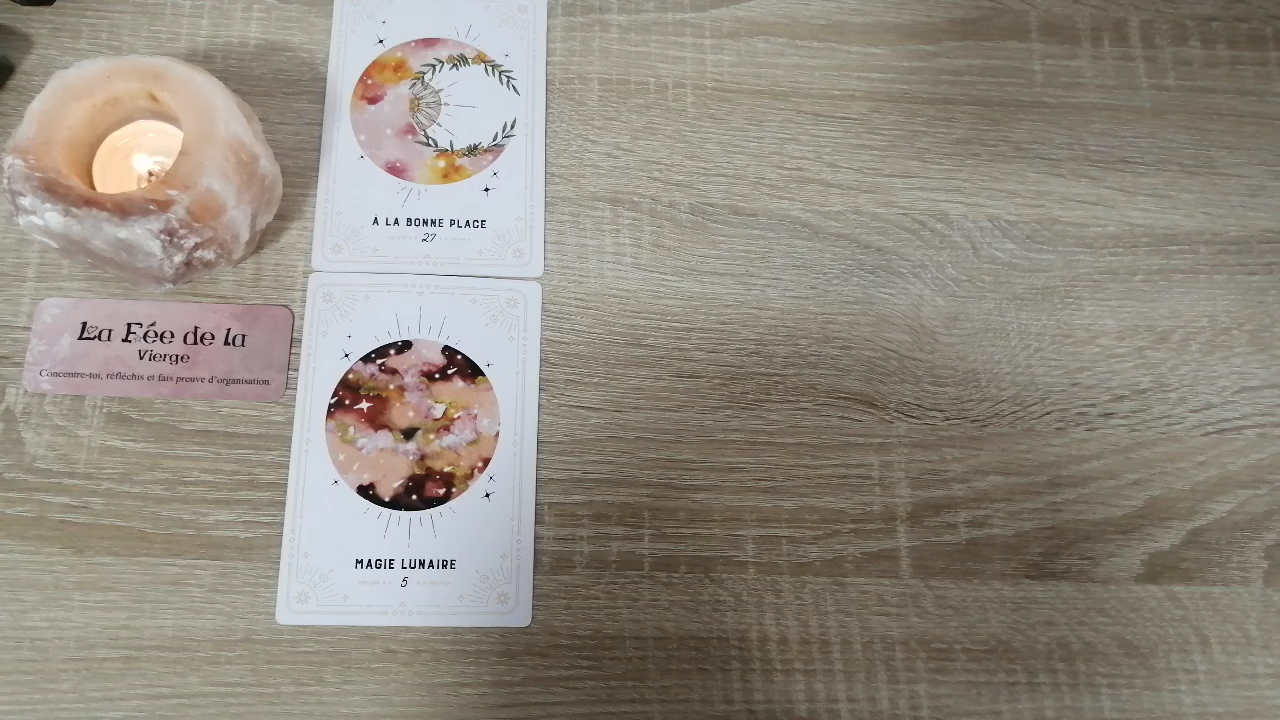 À LA BONNE PLACE
27
La Fée de la
Vierge
Concentre-toi, réfléchis et fais preuve d'organisation.
MAGIE LUNAIRE
5